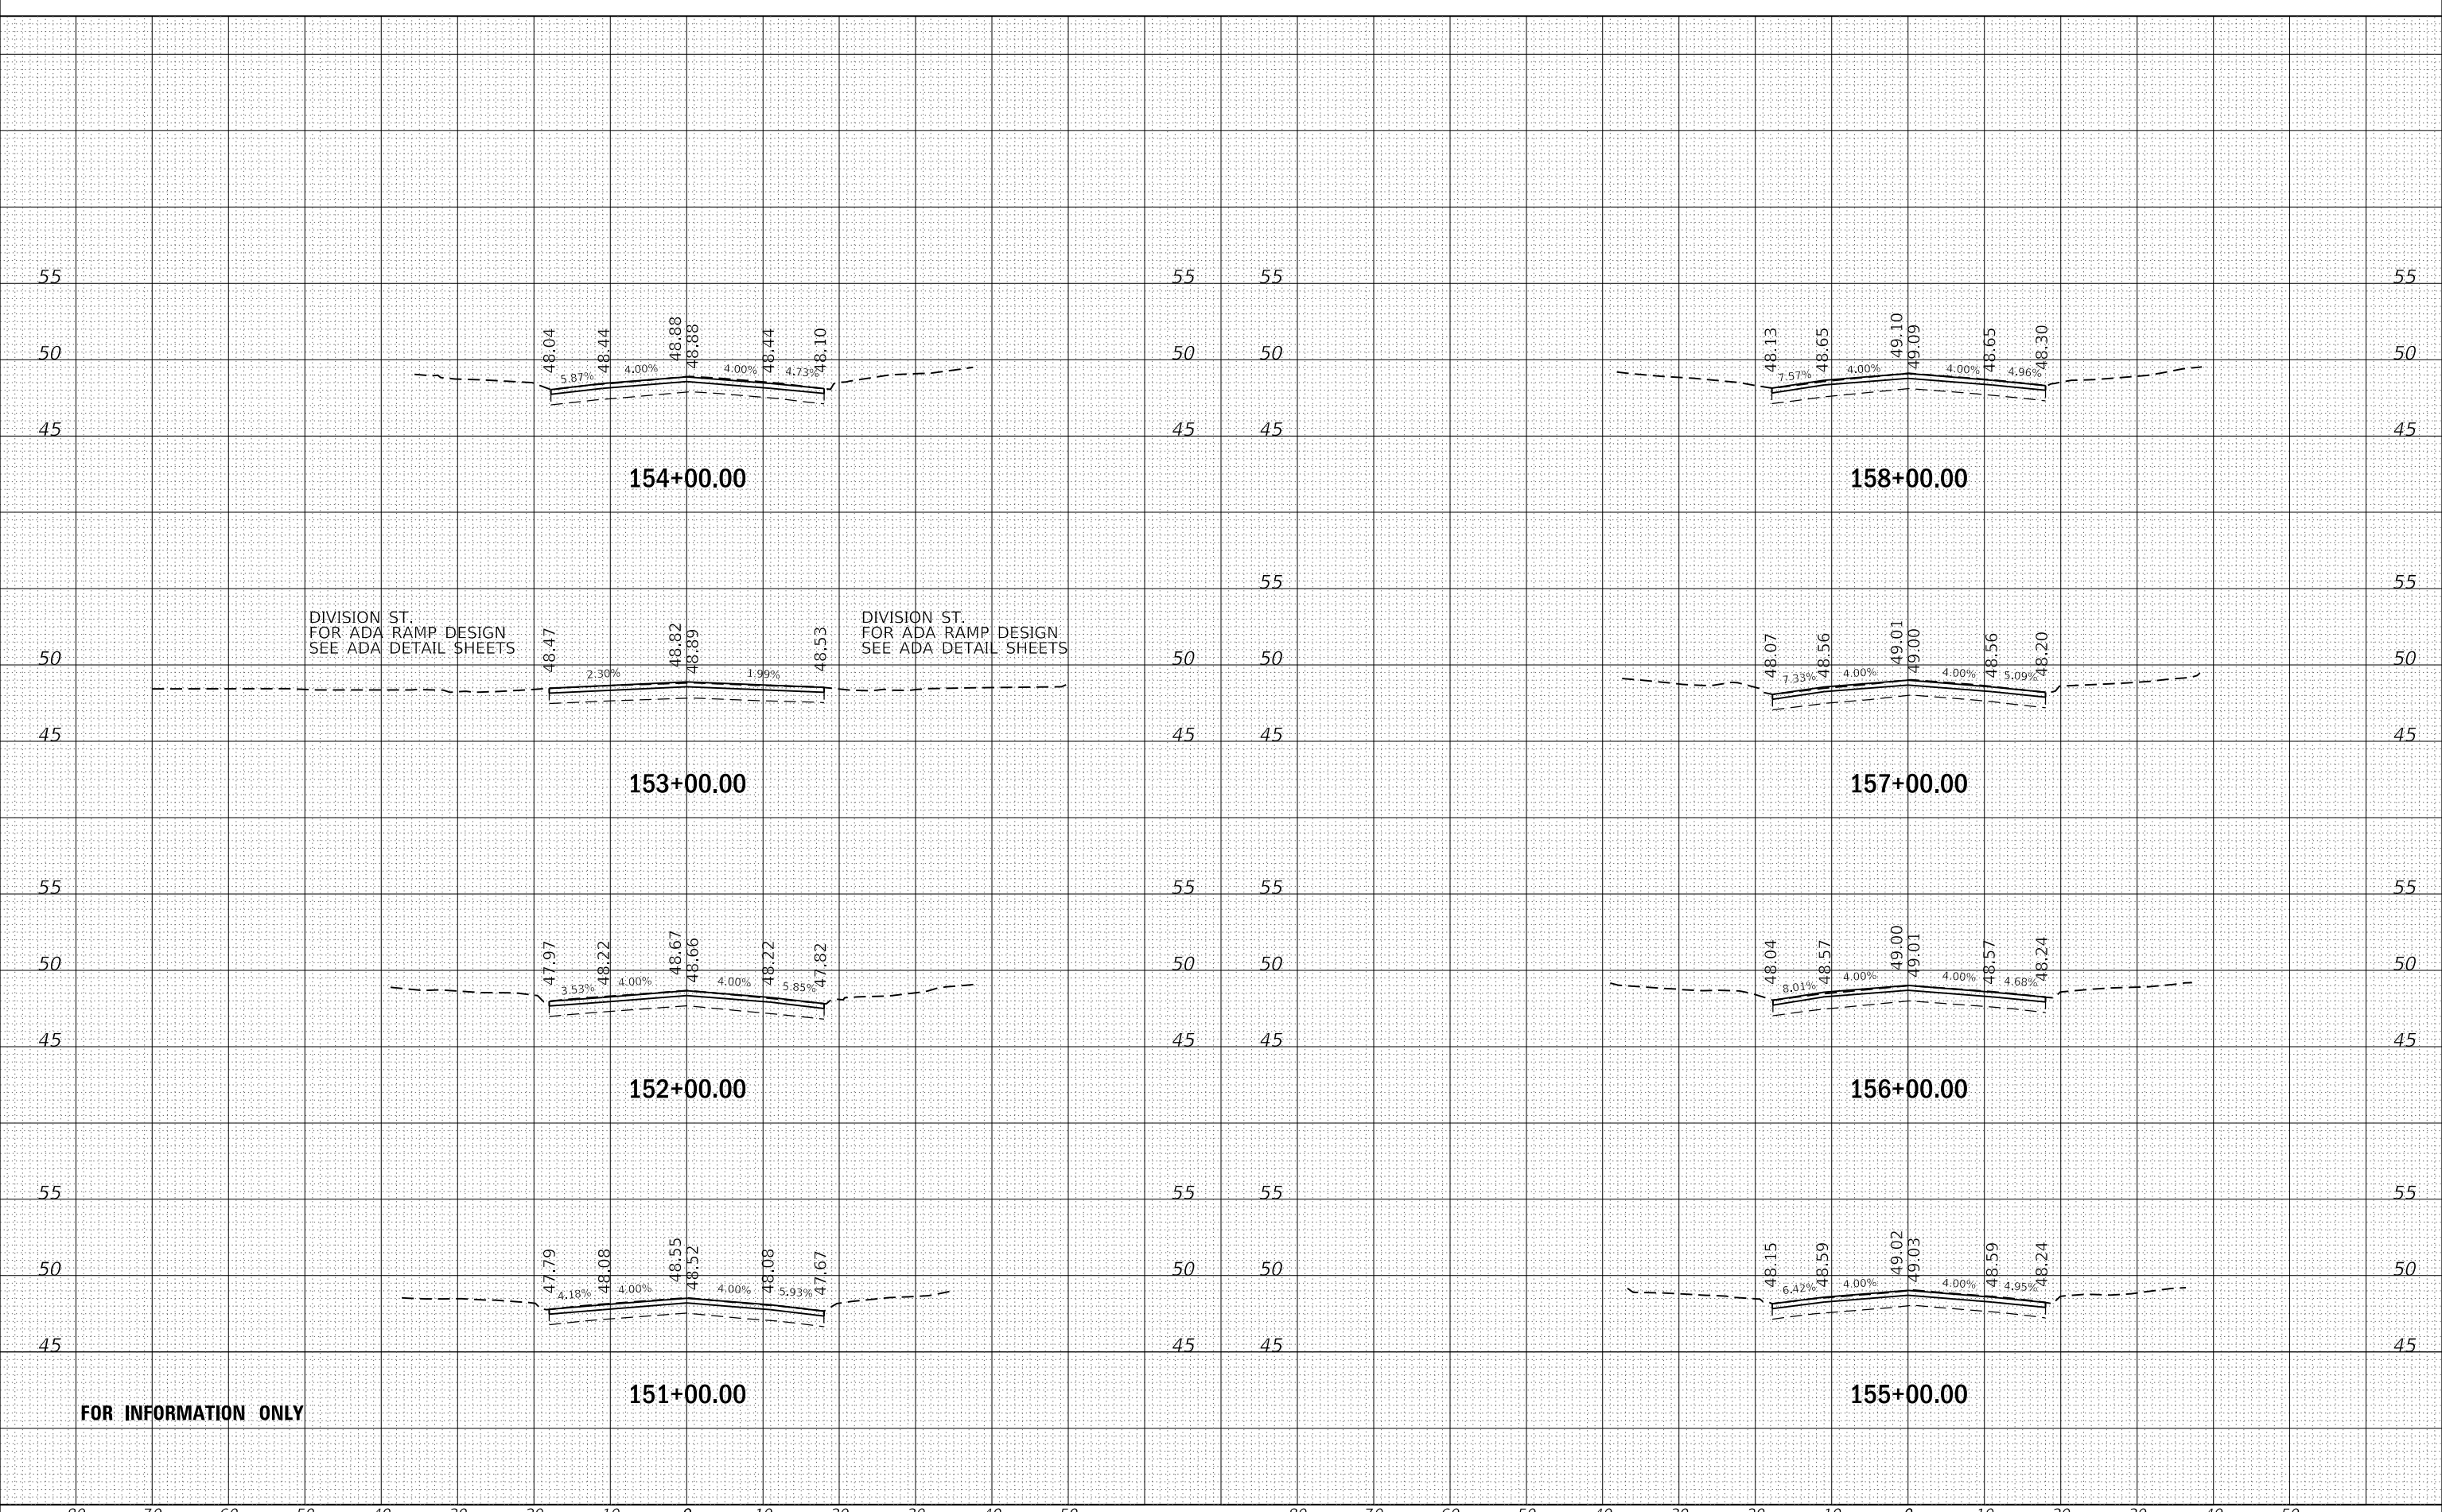 55 55 55 55
48.04 48.44 48.88 48.88 48.44 48.10
48.13 48.65 49.10 49.09 48.65 48.30
50 50 50 50
5.87% 4.00% 4.00% 4.73%
7.57% 4.00% 4.00% 4.96%
45 45 45 45
154+00.00
158+00.00
55 55
DIVISION ST.
FOR ADA RAMP DESIGN
SEE ADA DETAIL SHEETS
48.47 48.82 48.89 48.53
DIVISION ST.
FOR ADA RAMP DESIGN
SEE ADA DETAIL SHEETS
48.07 48.56 49.01 49.00 48.56 48.20
50 50 50 50
2.30% 1.99%
7.33% 4.00% 4.00% 5.09%
45 45 45 45
153+00.00
157+00.00
55 55 55 55
47.97 48.22 48.67 48.66 48.22 47.82
48.04 48.57 49.00 49.01 48.57 48.24
50 50 50 50
3.53% 4.00% 4.00% 5.85%
8.01% 4.00% 4.00% 4.68%
45 45 45 45
152+00.00
156+00.00
55 55 55 55
47.79 48.08 48.55 48.52 48.08 47.67
48.15 48.59 49.02 49.03 48.59 48.24
50 50 50 50
4.18% 4.00% 4.00% 5.93%
6.42% 4.00% 4.00% 4.95%
45 45 45 45
151+00.00
155+00.00
FOR INFORMATION ONLY